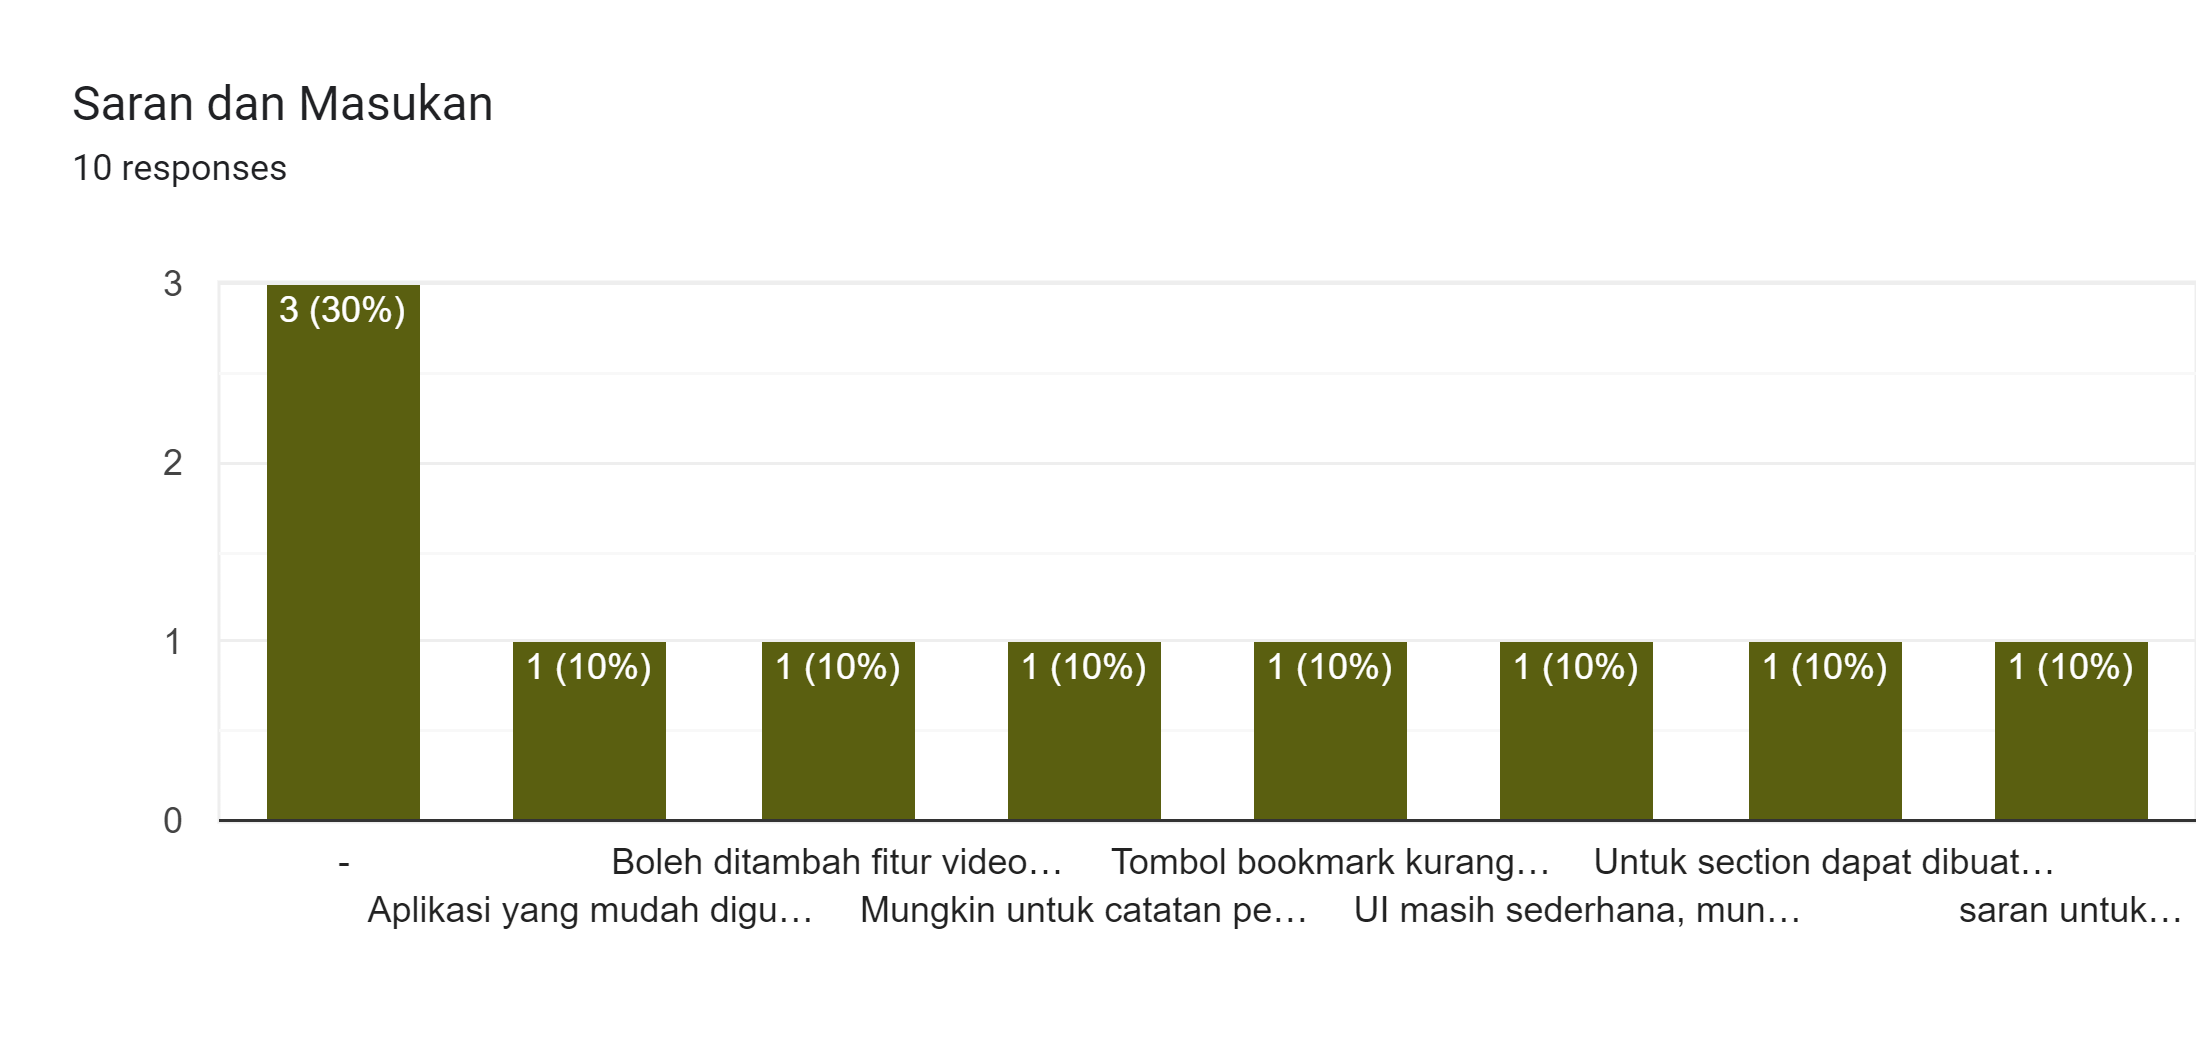 Saran dan Masukan
10 responses
3
2
1
0
3 (30%)
1 (10%)
1 (10%)
1 (10%)
1 (10%)
1 (10%)
1 (10%)
1 (10%)
-
Aplikasi yang mudah digu…
Boleh ditambah fitur video…
Mungkin untuk catatan pe…
Tombol bookmark kurang…
UI masih sederhana, mun…
Untuk section dapat dibuat…
saran untuk…